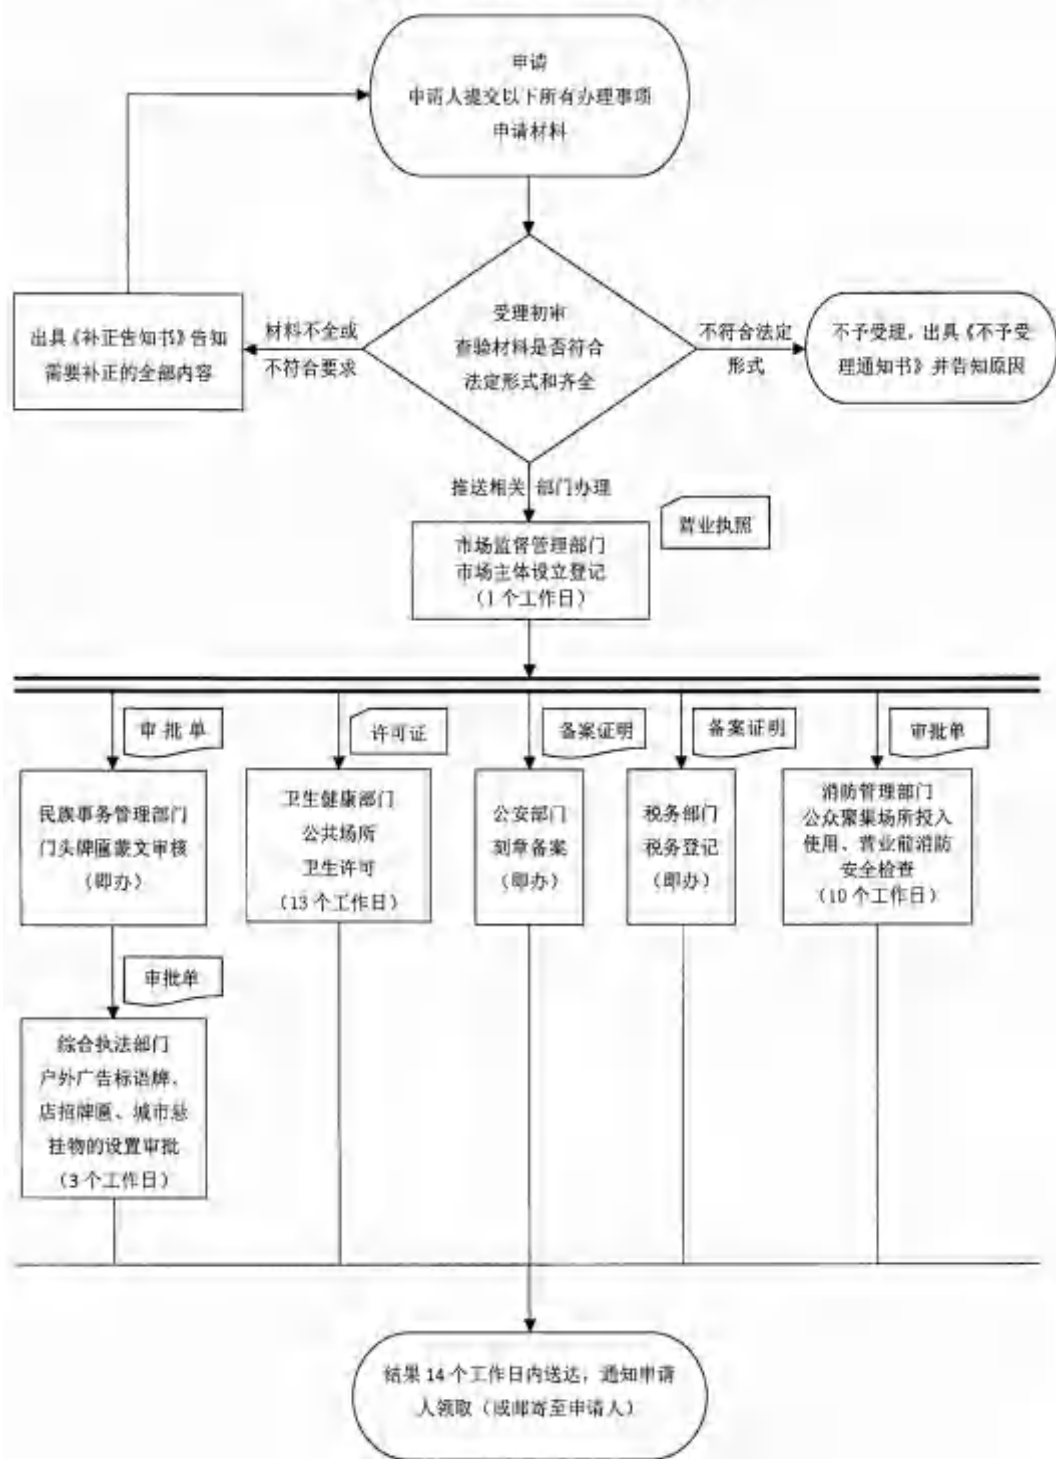 申请
申请人提交以下所有办理事项
申请材料
受理初审
查验材料是否符合
法定形式和齐全
材料不全或
不符合要求
出具《补正告知书》告知
需要补正的全部内容
不符合法定
形式
不予受理，出具《不予受
理通知书》并告知原因
推送相关 部门办理
营业执照
市场监督管理部门
市场主体设立登记
（1个工作日）
审批单
许可证
备案证明
备案证明
审批单
民族事务管理部门
门头牌匾蒙文审核
（即办）
卫生健康部门
公共场所
卫生许可
（13个工作日）
公安部门
刻章备案
（即办）
税务部门
税务登记
（即办）
消防管理部门
公众聚集场所投入
使用、营业前消防
安全检查
（10个工作日）
审批单
综合执法部门
户外广告标语牌、
店招牌匾、城市悬
挂物的设置审批
（3个工作日）
结果14个工作日内送达，通知申请
人领取（或邮寄至申请人）